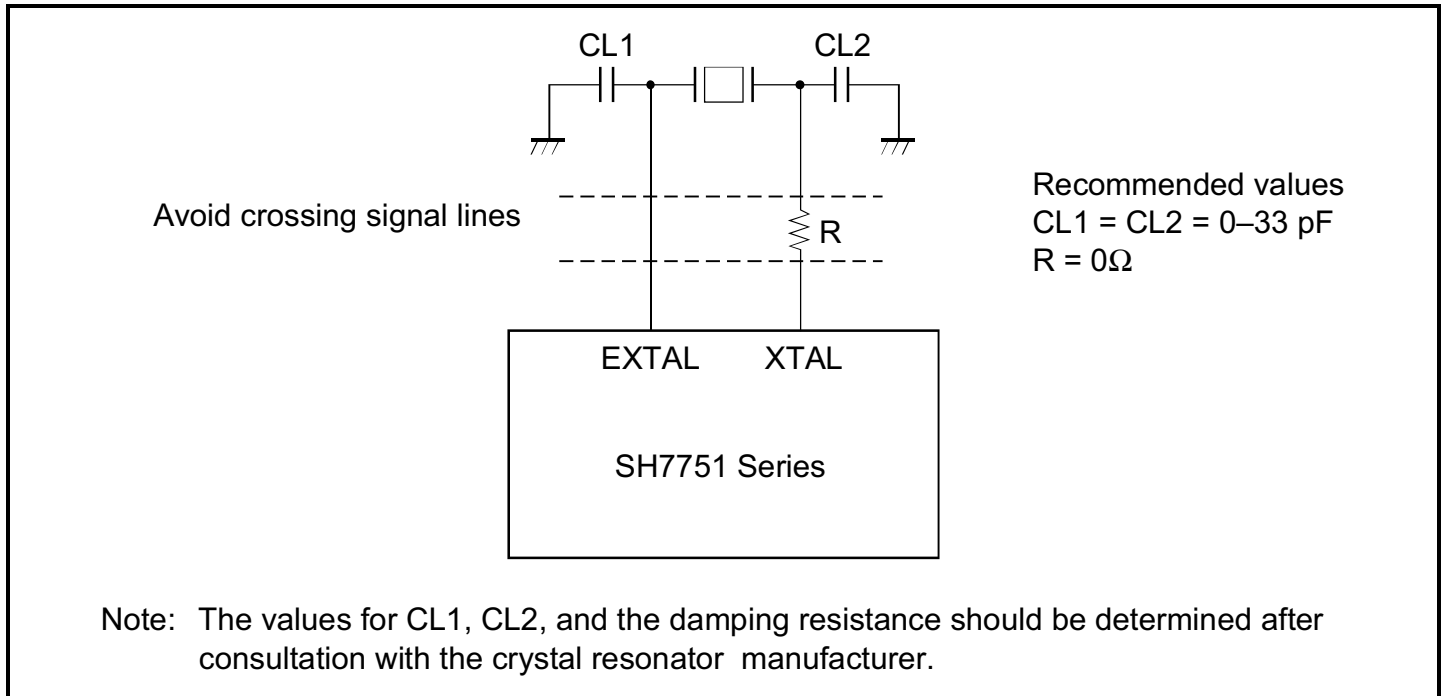 CL1 CL2
Avoid crossing signal lines
R
Recommended values
CL1 = CL2 = 0–33 pF
R = 0Ω
EXTAL XTAL
SH7751 Series
Note: The values for CL1, CL2, and the damping resistance should be determined after
consultation with the crystal resonator manufacturer.